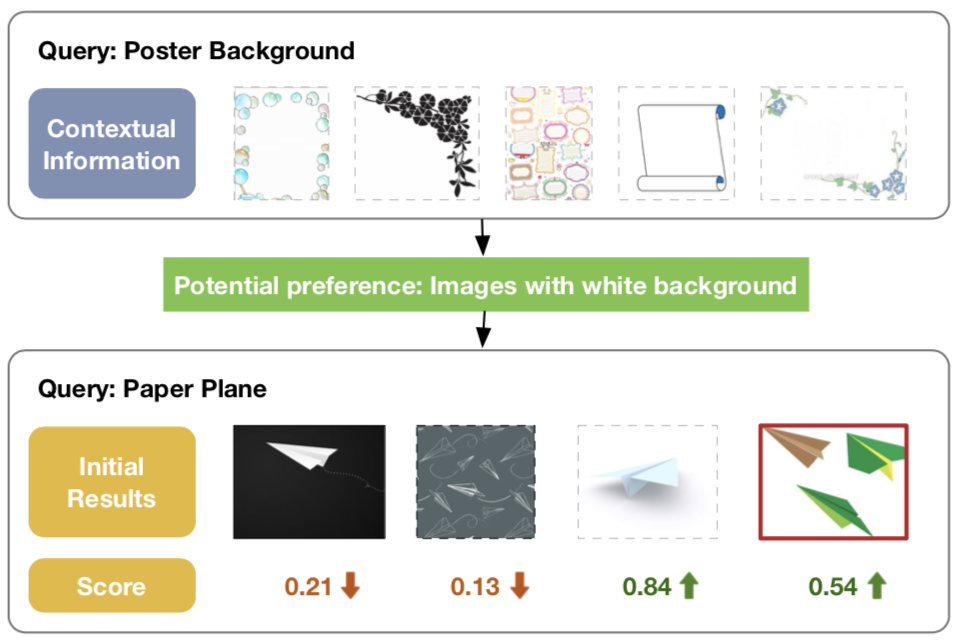 Query: Poster Background
Contextual
Information
Potential preference: Images with white background
Query: Paper Plane
Initial
Results
Score
0.21
0.13
0.84
0.54